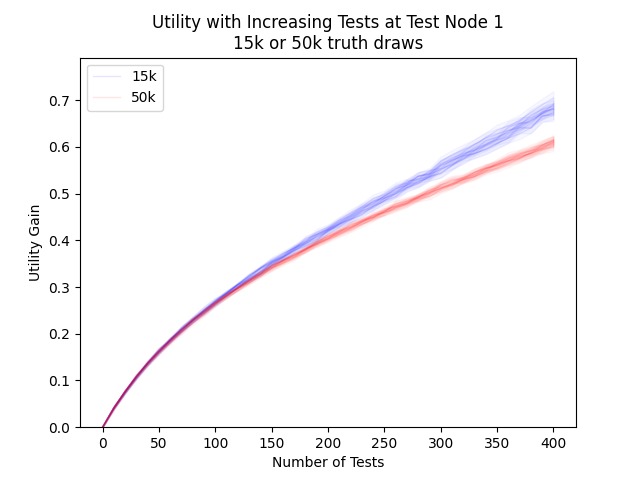 Utility with Increasing Tests at Test Node 1
15k or 50k truth draws
15k
50k
0.7
0.6
0.5
0.4
0.3
0.2
0.1
0.0
Utility Gain
0 50 100 150 200 250 300 350 400
Number of Tests